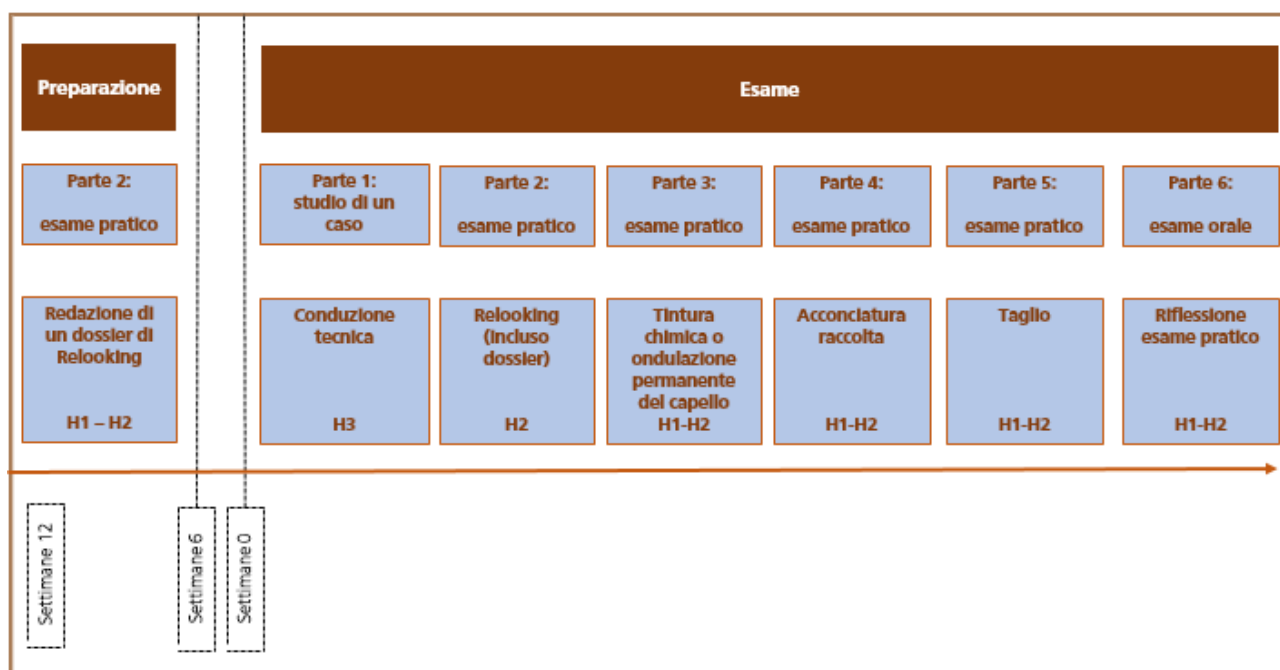 Preparazione
Esame
Parte 2:
esame pratico
Parte 1:
studio di un
caso
Parte 2:
esame pratico
Parte 3:
esame pratico
Parte 4:
esame pratico
Parte 5:
esame pratico
Parte 6:
esame orale
Redazione di
un dossier di
Relooking
H1 – H2
Conduzione
tecnica
H3
Relooking
(incluso
dossier)
H2
Tintura
chimica o
ondulazione
permanente
del capello
H1-H2
Acconciatura
raccolta
H1-H2
Taglio
H1-H2
Riflessione
esame pratico
H1-H2
Settimane 12
Settimane 6
Settimane 0